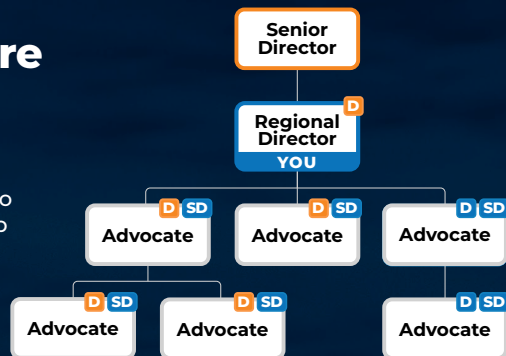 Senior
Director
re
D
Regional
Director
YOU
o
D SD
D SD
D SD
Advocate
Advocate
Advocate
D SD
D SD
D SD
Advocate
Advocate
Advocate